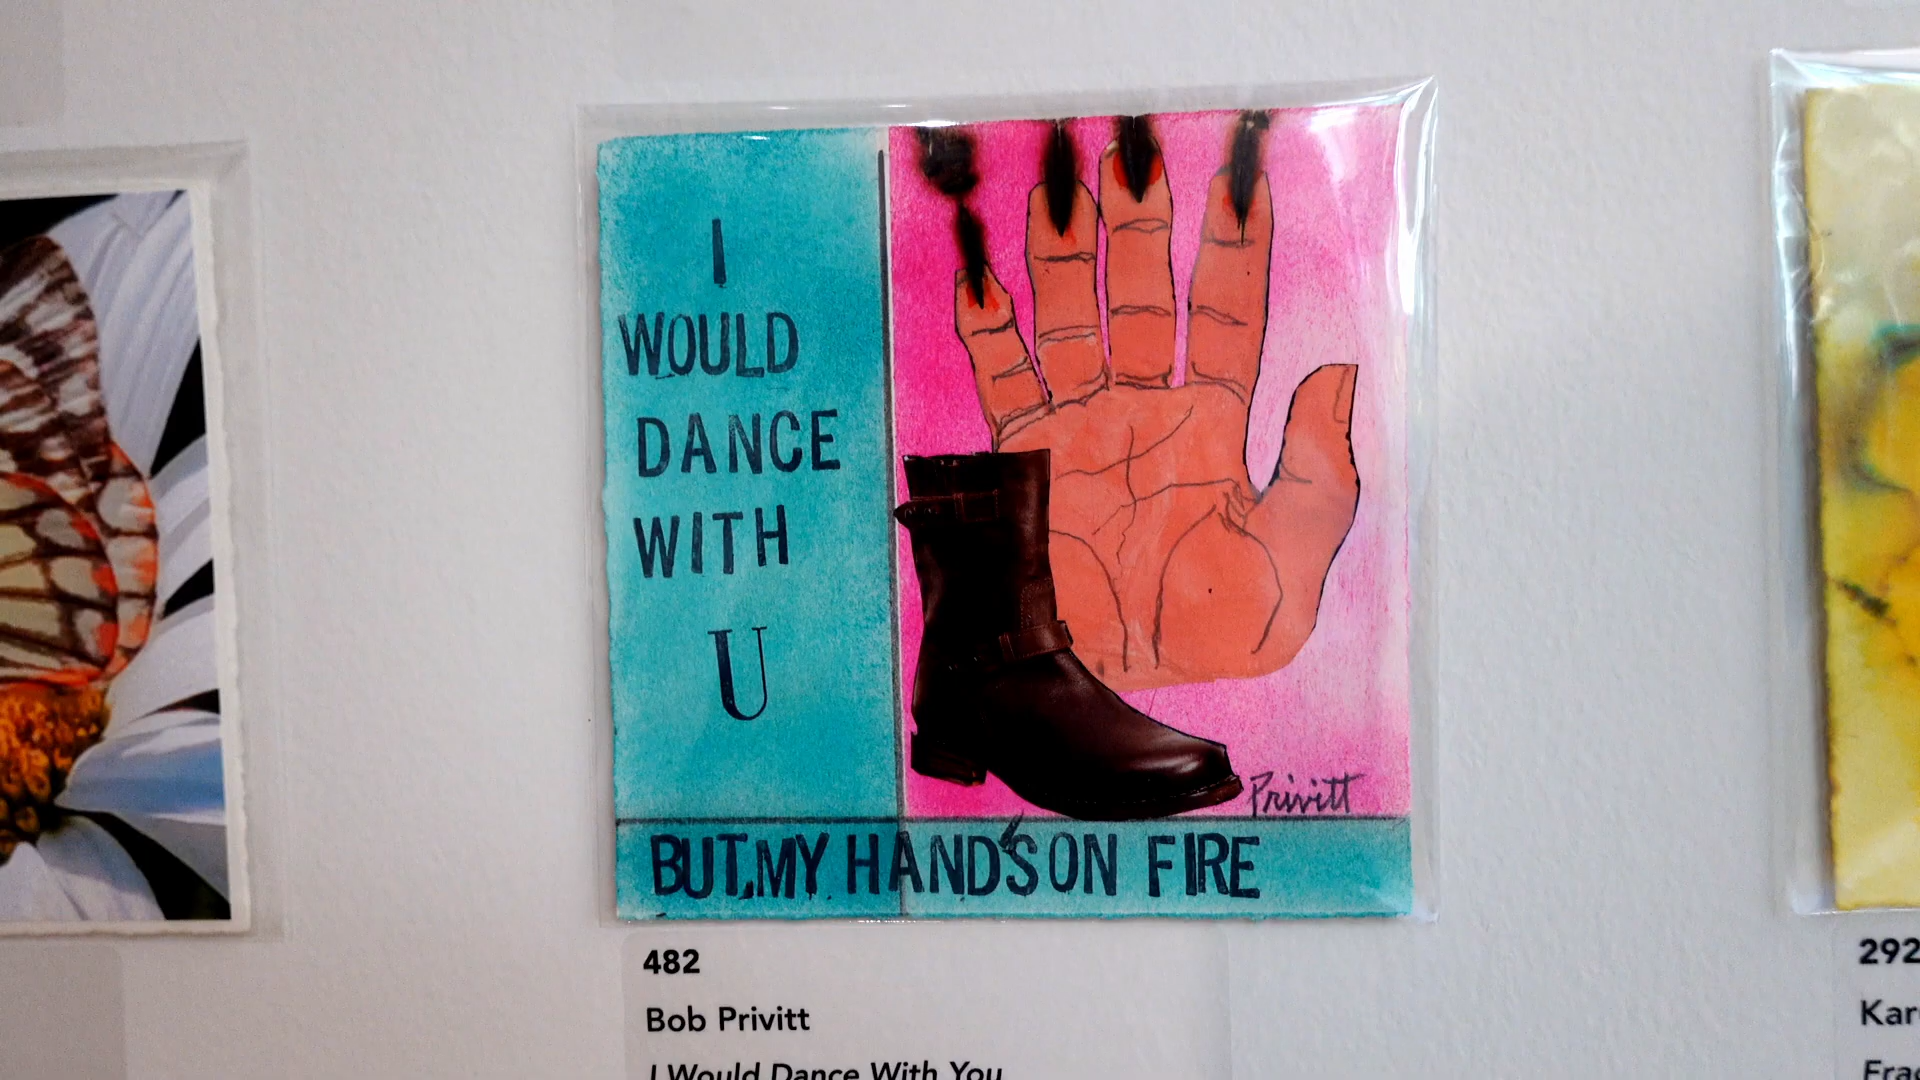 I
WOULD
DANCE
WITH
U
BUT,MY HAND'S ON FIRE
Privitt
482
Bob Privitt
I Would Dance With You
292